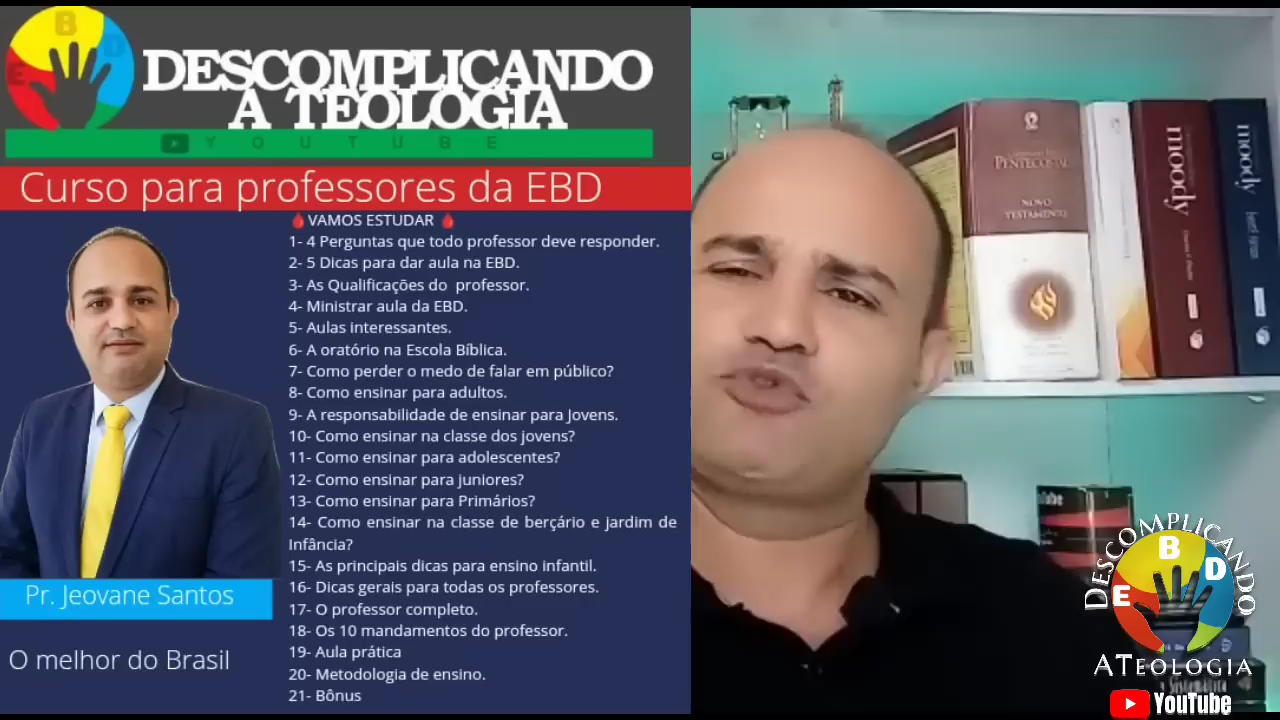 B
E D
DESCOMPLICANDO
A TEOLOGIA
YOUTUBE
Curso para professores da EBD
VAMOS ESTUDAR
1- 4 Perguntas que todo professor deve responder.
2- 5 Dicas para dar aula na EBD.
3- As Qualificações do professor.
4- Ministrar aula da EBD.
5- Aulas interessantes.
6- A oratório na Escola Bíblica.
7- Como perder o medo de falar em público?
8- Como ensinar para adultos.
9- A responsabilidade de ensinar para Jovens.
10- Como ensinar na classe dos jovens?
11- Como ensinar para adolescentes?
12- Como ensinar para juniores?
13- Como ensinar para Primários?
14- Como ensinar na classe de berçário e jardim de
Infância?
15- As principais dicas para ensino infantil.
16- Dicas gerais para todas os professores.
17- O professor completo.
18- Os 10 mandamentos do professor.
19- Aula prática
20- Metodologia de ensino.
21- Bônus
Pr. Jeovane Santos
O melhor do Brasil
PENTECOSTAL
NOVO
TESTAMENTO
moody
moody
DESCOMPLICANDO
B
E D
A TEOLOGIA
Sistemática
YouTube